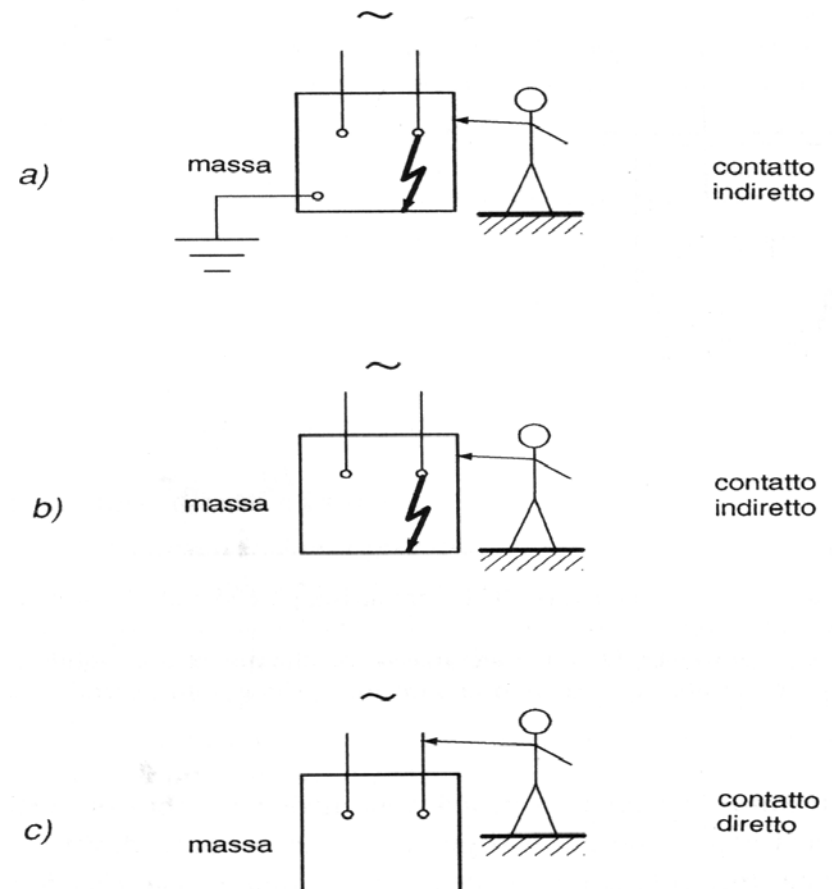 ~
a)
massa
contatto
indiretto
~
b)
massa
contatto
indiretto
~
c)
massa
contatto
diretto